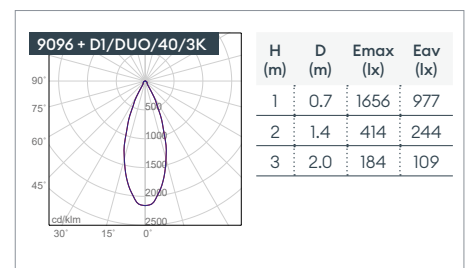 9096 + D1/DUO/40/3K
90°
75°
60°
45°
30° 15° 0°
500
1000
1500
2000
2500
cd/klm
H D Emax Eav
(m) (m) (lx) (lx)
1 0.7 1656 977
2 1.4 414 244
3 2.0 184 109